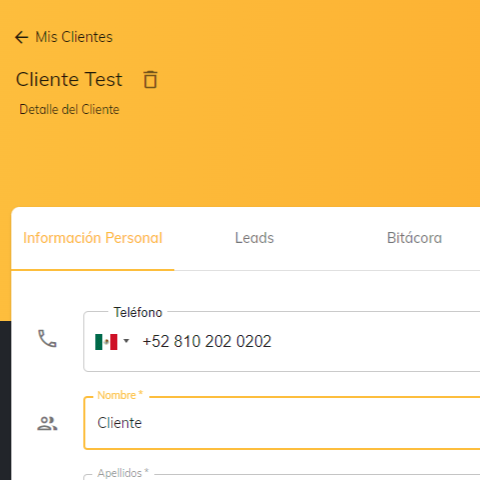 Mis Clientes
Cliente Test
Detalle del Cliente
Información Personal Leads Bitácora
Teléfono
+52 810 202 0202
Nombre *
Cliente
Apellidos *